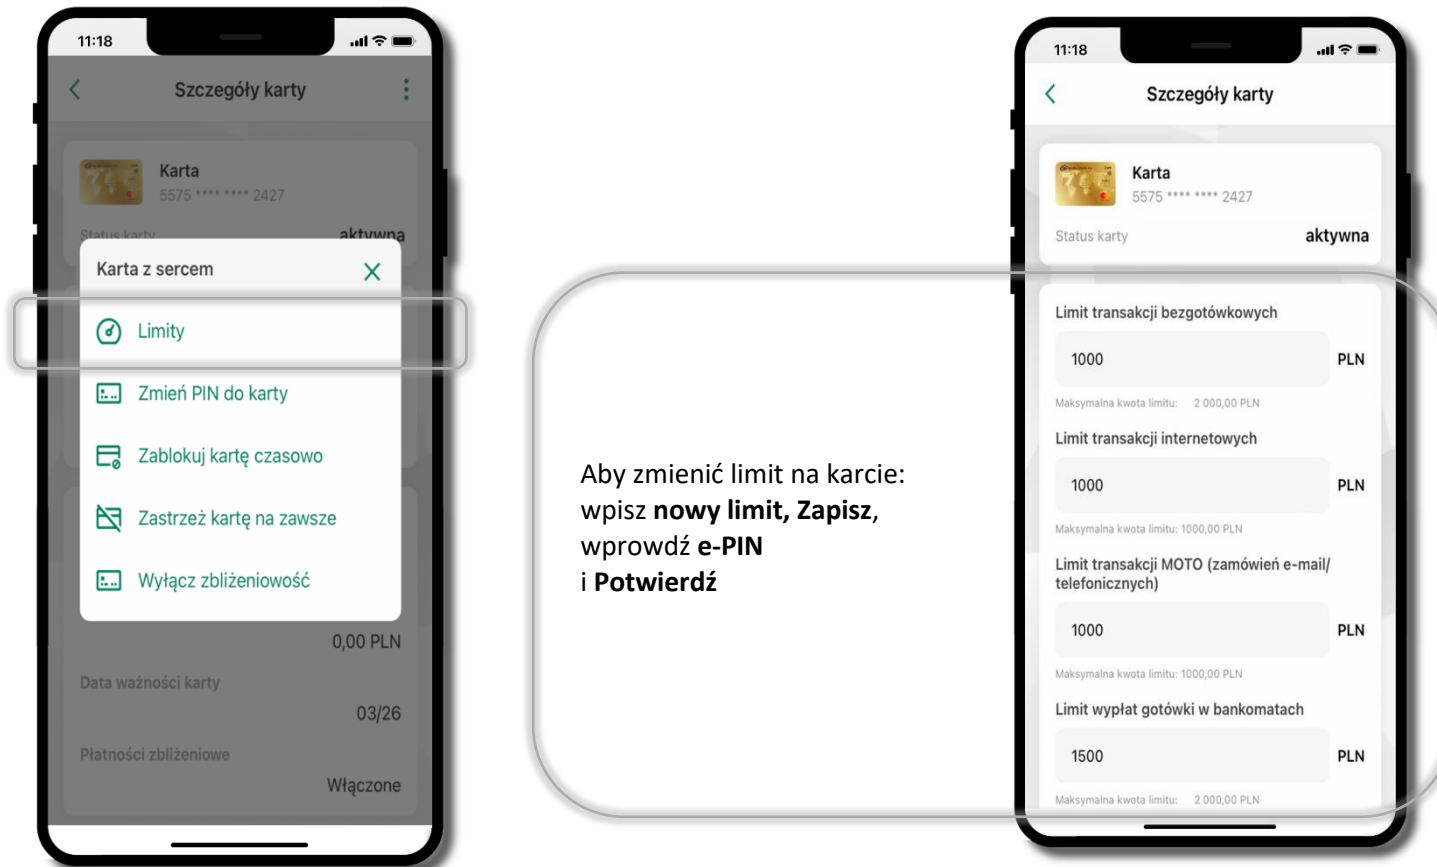 11:18
Szczegóły karty
Karta
5575 **** **** 2427
Status karty
aktywna
Karta z sercem
Limity
Zmień PIN do karty
Zablokuj kartę czasowo
Zastrzeż kartę na zawsze
Wyłącz zbliżeniowość
0,00 PLN
Data ważności karty
03/26
Płatności zbliżeniowe
Włączone
Aby zmienić limit na karcie:
wpisz nowy limit, Zapisz,
wprowdź e-PIN
i Potwierdź
11:18
Szczegóły karty
Karta
5575 **** **** 2427
Status karty
aktywna
Limit transakcji bezgotówkowych
1000 PLN
Maksymalna kwota limitu: 2 000,00 PLN
Limit transakcji internetowych
1000 PLN
Maksymalna kwota limitu: 1000,00 PLN
Limit transakcji MOTO (zamówień e-mail/
telefonicznych)
1000 PLN
Maksymalna kwota limitu: 1000,00 PLN
Limit wypłat gotówki w bankomatach
1500 PLN
Maksymalna kwota limitu: 2 000,00 PLN